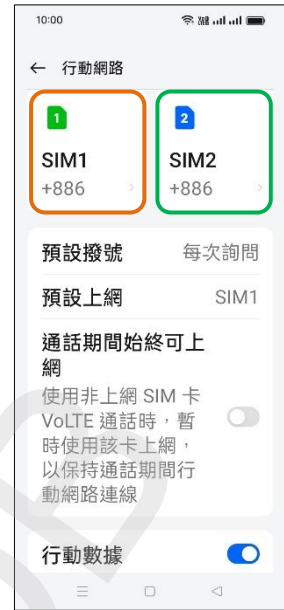 10:00
← 行動網路
1
2
SIM1
SIM2
+886
+886
預設撥號 每次詢問
預設上網 SIM1
通話期間始終可上
網
使用非上網 SIM 卡
VoLTE 通話時，暫
時使用該卡上網，
以保持通話期間行
動網路連線
行動數據